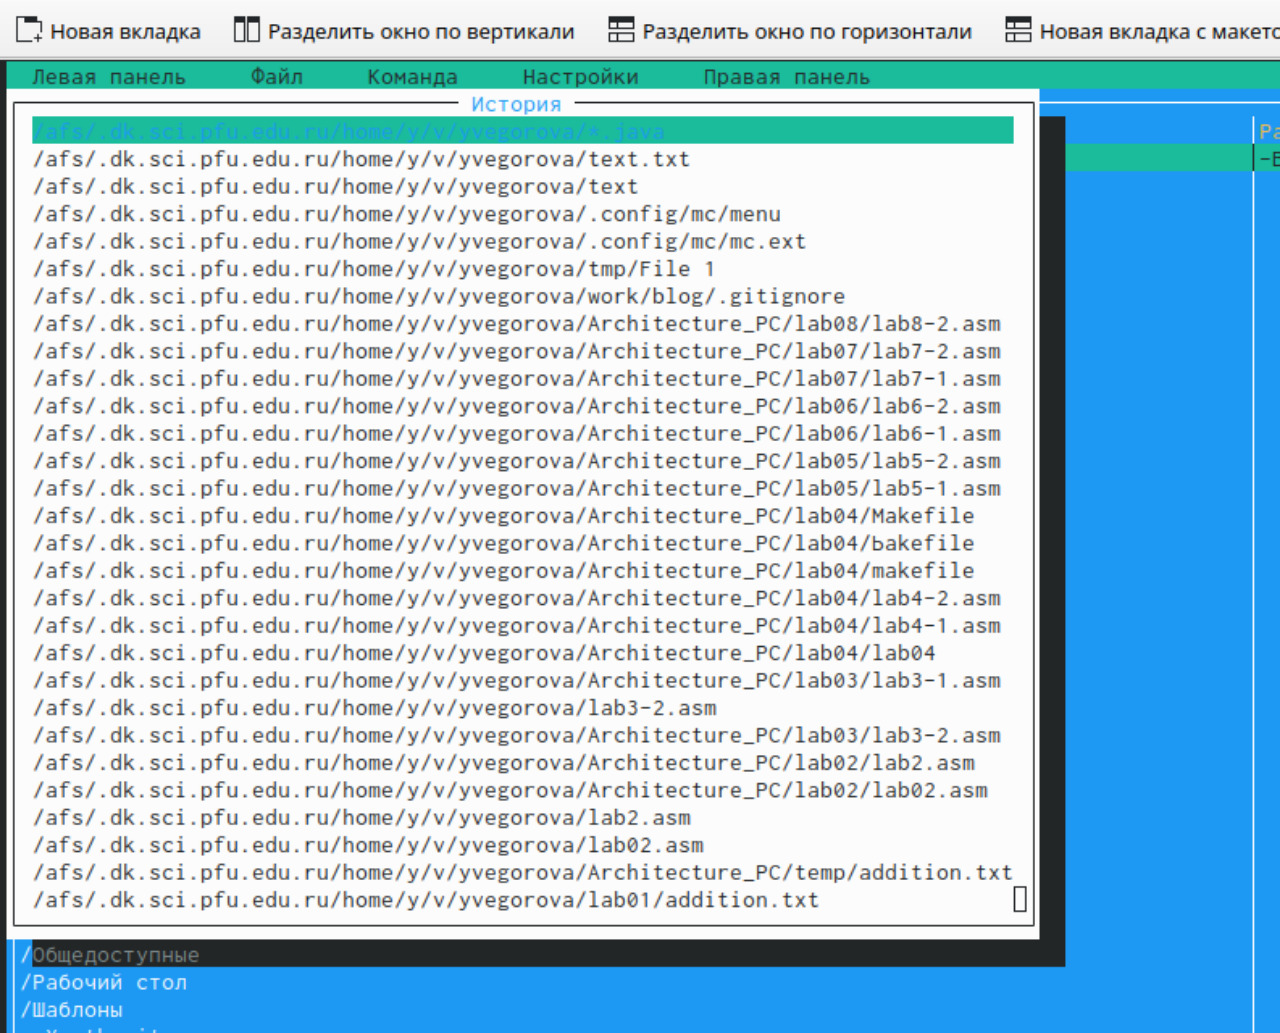 Новая вкладка Разделить окно по вертикали Разделить окно по горизонтали Новая вкладка с
Левая панель Файл Команда Настройки Правая панель
История
/afs/.dk.sci.pfu.edu.ru/home/y/v/yvegorova/*.java
/afs/.dk.sci.pfu.edu.ru/home/y/v/yvegorova/text.txt
/afs/.dk.sci.pfu.edu.ru/home/y/v/yvegorova/text
/afs/.dk.sci.pfu.edu.ru/home/y/v/yvegorova/.config/mc/menu
/afs/.dk.sci.pfu.edu.ru/home/y/v/yvegorova/.config/mc/mc.ext
/afs/.dk.sci.pfu.edu.ru/home/y/v/yvegorova/tmp/File 1
/afs/.dk.sci.pfu.edu.ru/home/y/v/yvegorova/work/blog/.gitignore
/afs/.dk.sci.pfu.edu.ru/home/y/v/yvegorova/Architecture_PC/lab08/lab8-2.asm
/afs/.dk.sci.pfu.edu.ru/home/y/v/yvegorova/Architecture_PC/lab07/lab7-2.asm
/afs/.dk.sci.pfu.edu.ru/home/y/v/yvegorova/Architecture_PC/lab07/lab7-1.asm
/afs/.dk.sci.pfu.edu.ru/home/y/v/yvegorova/Architecture_PC/lab06/lab6-2.asm
/afs/.dk.sci.pfu.edu.ru/home/y/v/yvegorova/Architecture_PC/lab06/lab6-1.asm
/afs/.dk.sci.pfu.edu.ru/home/y/v/yvegorova/Architecture_PC/lab05/lab5-2.asm
/afs/.dk.sci.pfu.edu.ru/home/y/v/yvegorova/Architecture_PC/lab05/lab5-1.asm
/afs/.dk.sci.pfu.edu.ru/home/y/v/yvegorova/Architecture_PC/lab04/Makefile
/afs/.dk.sci.pfu.edu.ru/home/y/v/yvegorova/Architecture_PC/lab04/ьakefile
/afs/.dk.sci.pfu.edu.ru/home/y/v/yvegorova/Architecture_PC/lab04/makefile
/afs/.dk.sci.pfu.edu.ru/home/y/v/yvegorova/Architecture_PC/lab04/lab4-2.asm
/afs/.dk.sci.pfu.edu.ru/home/y/v/yvegorova/Architecture_PC/lab04/lab4-1.asm
/afs/.dk.sci.pfu.edu.ru/home/y/v/yvegorova/Architecture_PC/lab04/lab04
/afs/.dk.sci.pfu.edu.ru/home/y/v/yvegorova/Architecture_PC/lab03/lab3-1.asm
/afs/.dk.sci.pfu.edu.ru/home/y/v/yvegorova/lab3-2.asm
/afs/.dk.sci.pfu.edu.ru/home/y/v/yvegorova/Architecture_PC/lab03/lab3-2.asm
/afs/.dk.sci.pfu.edu.ru/home/y/v/yvegorova/Architecture_PC/lab02/lab2.asm
/afs/.dk.sci.pfu.edu.ru/home/y/v/yvegorova/Architecture_PC/lab02/lab02.asm
/afs/.dk.sci.pfu.edu.ru/home/y/v/yvegorova/lab2.asm
/afs/.dk.sci.pfu.edu.ru/home/y/v/yvegorova/lab02.asm
/afs/.dk.sci.pfu.edu.ru/home/y/v/yvegorova/Architecture_PC/temp/addition.txt
/afs/.dk.sci.pfu.edu.ru/home/y/v/yvegorova/lab01/addition.txt
/Общедоступные
/Рабочий стол
/Шаблоны